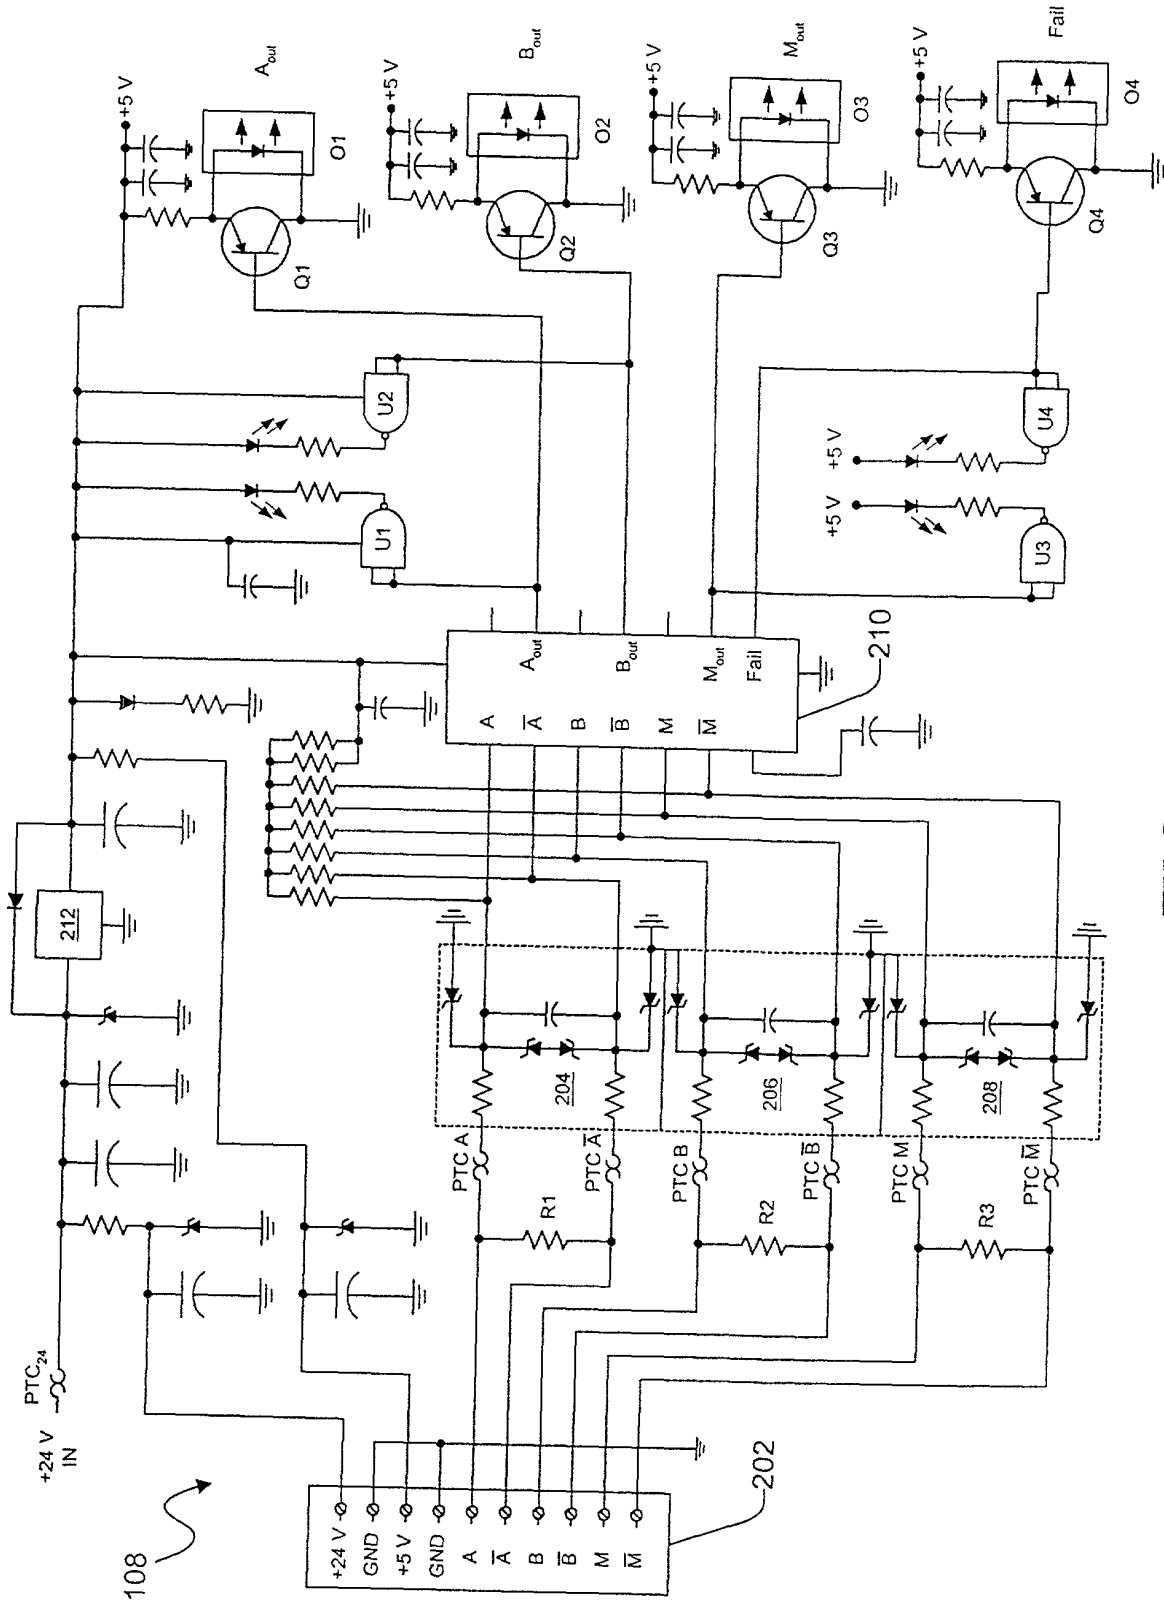 108
+24 V
IN
PTC24
212
+5 V
Aout
O1
Q1
+5 V
Bout
O2
Q2
+5 V
Mout
O3
Q3
+5 V
Fail
O4
Q4
U1
U2
+5 V
+5 V
U3
U4
A
A̅
B
B̅
M
M̅
Aout
Bout
Mout
Fail
210
204
206
208
PTC A
PTC A̅
PTC B
PTC B̅
PTC M
PTC M̅
R1
R2
R3
+24 V
GND
+5 V
GND
A
A̅
B
B̅
M
M̅
202